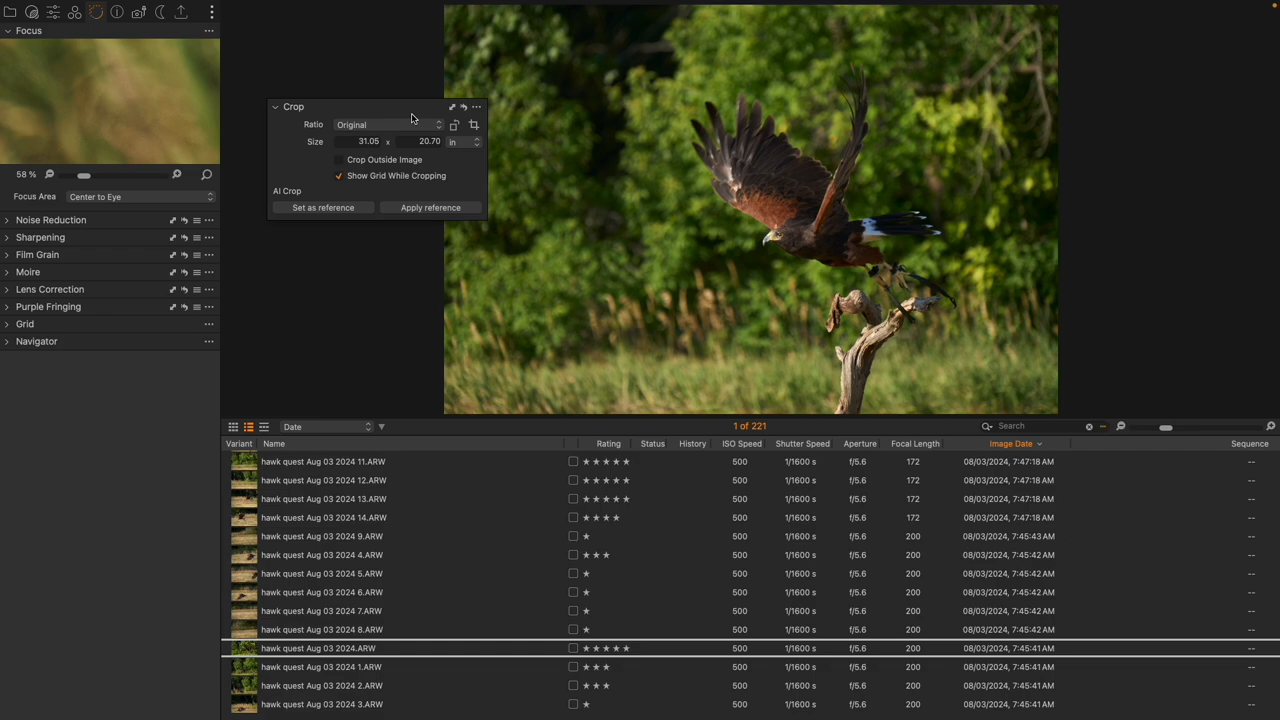 Focus
58 %
Focus Area Center to Eye
Noise Reduction
Sharpening
Film Grain
Moire
Lens Correction
Purple Fringing
Grid
Navigator
Crop
Ratio Original
Size 31.05 x 20.70 in
Crop Outside Image
Show Grid While Cropping
AI Crop
Set as reference Apply reference
Date 1 of 221 Search
Variant Name Rating Status History ISO Speed Shutter Speed Aperture Focal Length Image Date Sequence
hawk quest Aug 03 2024 11.ARW ★★★★★ 500 1/1600 s f/5.6 172 08/03/2024, 7:47:18 AM --
hawk quest Aug 03 2024 12.ARW ★★★★★ 500 1/1600 s f/5.6 172 08/03/2024, 7:47:18 AM --
hawk quest Aug 03 2024 13.ARW ★★★★★ 500 1/1600 s f/5.6 172 08/03/2024, 7:47:18 AM --
hawk quest Aug 03 2024 14.ARW ★★★★ 500 1/1600 s f/5.6 172 08/03/2024, 7:47:18 AM --
hawk quest Aug 03 2024 9.ARW ★ 500 1/1600 s f/5.6 200 08/03/2024, 7:45:43 AM --
hawk quest Aug 03 2024 4.ARW ★★★ 500 1/1600 s f/5.6 200 08/03/2024, 7:45:42 AM --
hawk quest Aug 03 2024 5.ARW ★ 500 1/1600 s f/5.6 200 08/03/2024, 7:45:42 AM --
hawk quest Aug 03 2024 6.ARW ★ 500 1/1600 s f/5.6 200 08/03/2024, 7:45:42 AM --
hawk quest Aug 03 2024 7.ARW ★ 500 1/1600 s f/5.6 200 08/03/2024, 7:45:42 AM --
hawk quest Aug 03 2024 8.ARW ★ 500 1/1600 s f/5.6 200 08/03/2024, 7:45:42 AM --
hawk quest Aug 03 2024.ARW ★★★★★ 500 1/1600 s f/5.6 200 08/03/2024, 7:45:41 AM --
hawk quest Aug 03 2024 1.ARW ★★★ 500 1/1600 s f/5.6 200 08/03/2024, 7:45:41 AM --
hawk quest Aug 03 2024 2.ARW ★★★ 500 1/1600 s f/5.6 200 08/03/2024, 7:45:41 AM --
hawk quest Aug 03 2024 3.ARW ★ 500 1/1600 s f/5.6 200 08/03/2024, 7:45:41 AM --